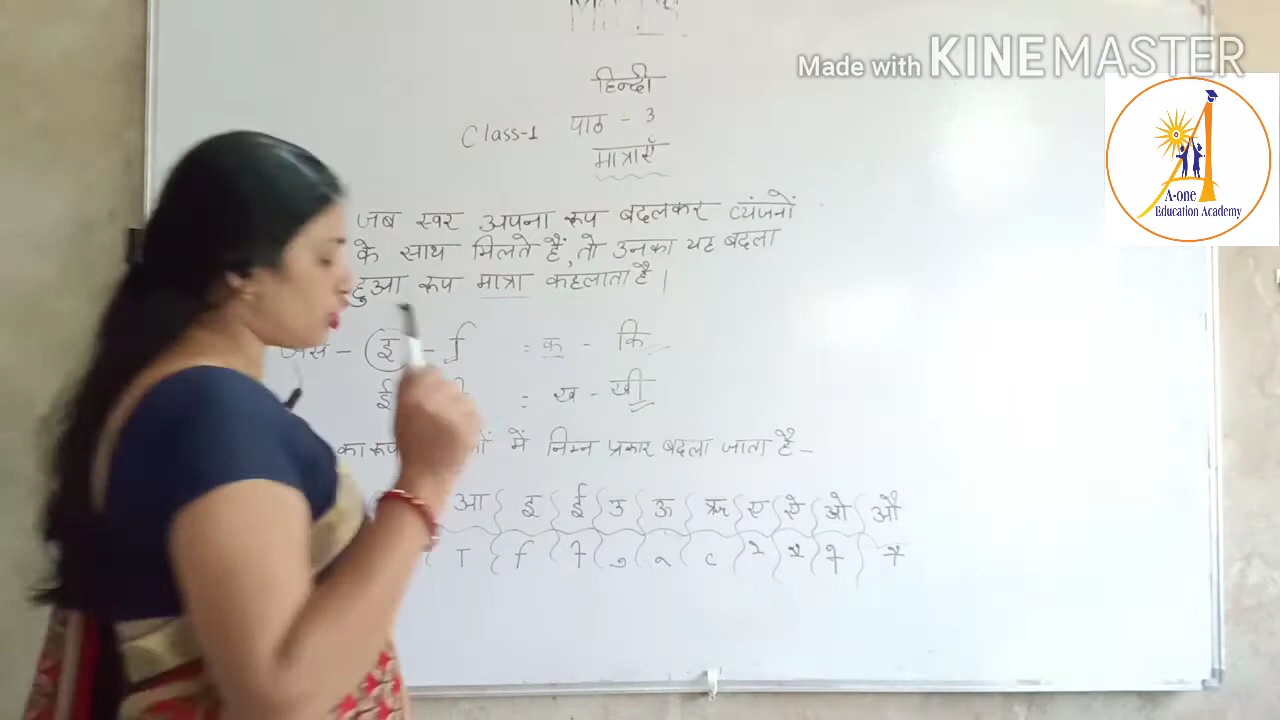 Made with KINEMASTER
A-one
Education Academy
हिन्दी
Class-1 पाठ - 3
मात्राएँ
जब स्वर अपना रूप बदलकर व्यंजनों
के साथ मिलते हैं, तो उनका यह बदला
हुआ रूप मात्रा कहलाता है।
- इ - ि = क - कि
ई = ख - खी
का रूप में निम्न प्रकार बदला जाता है -
आ इ ई उ ऊ ऋ ए ऐ ओ औ
ा ि ी ु ू ृ े ै ो ौ